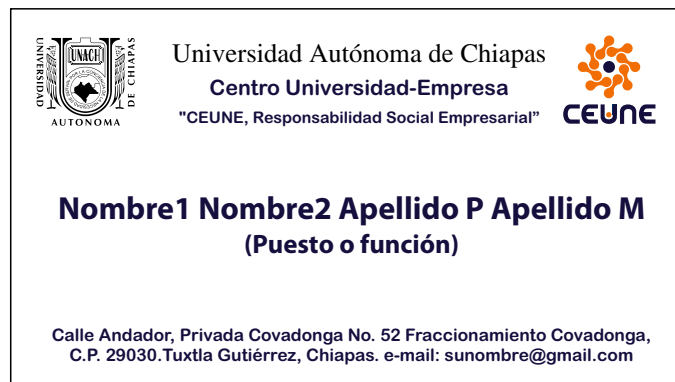 UNIVERSIDAD
UNACH
DE CHIAPAS
AUTONOMA
Universidad Autónoma de Chiapas
Centro Universidad-Empresa
"CEUNE, Responsabilidad Social Empresarial”
CEUNE
Nombre1 Nombre2 Apellido P Apellido M
(Puesto o función)
Calle Andador, Privada Covadonga No. 52 Fraccionamiento Covadonga,
C.P. 29030.Tuxtla Gutiérrez, Chiapas. e-mail: sunombre@gmail.com